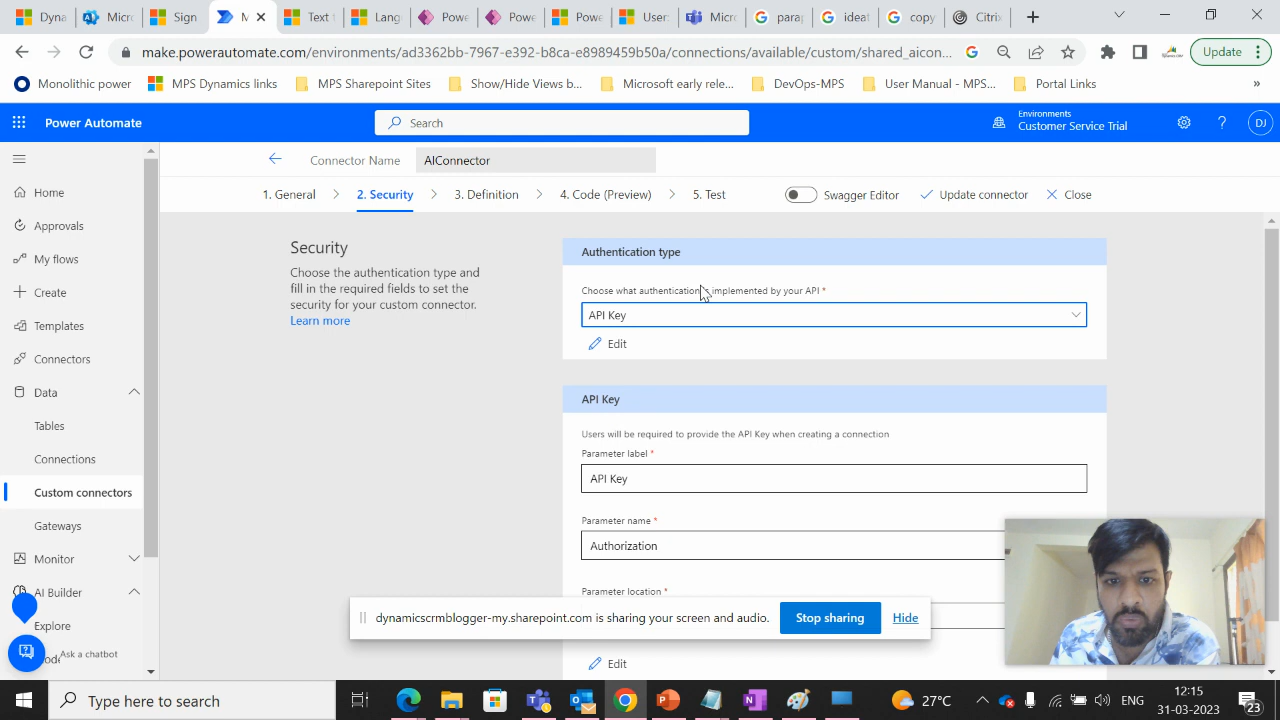 Dyna
Micro
Sign
M
Text t
Lang
Powe
Powe
Powe
User
Micr
parap
ideat
copy
Citrix
make.powerautomate.com/environments/ad3362bb-7967-e392-b8ca-e8989459b50a/connections/available/custom/shared_aicon...
Update
Monolithic power
MPS Dynamics links
MPS Sharepoint Sites
Show/Hide Views b...
Microsoft early rele...
DevOps-MPS
User Manual - MPS...
Portal Links
»
Power Automate
Search
Environments
Customer Service Trial
?
DJ
Connector Name
AIConnector
1. General
2. Security
3. Definition
4. Code (Preview)
5. Test
Swagger Editor
Update connector
Close
Home
Approvals
My flows
Create
Templates
Connectors
Data
Tables
Connections
Custom connectors
Gateways
Monitor
AI Builder
Explore
Ask a chatbot
Security
Choose the authentication type and
fill in the required fields to set the
security for your custom connector.
Learn more
Authentication type
Choose what authentication is implemented by your API *
API Key
Edit
API Key
Users will be required to provide the API Key when creating a connection
Parameter label *
API Key
Parameter name *
Authorization
Parameter location *
dynamicscrmblogger-my.sharepoint.com is sharing your screen and audio.
Stop sharing
Hide
Edit
Type here to search
27°C
ENG
12:15
31-03-2023
23